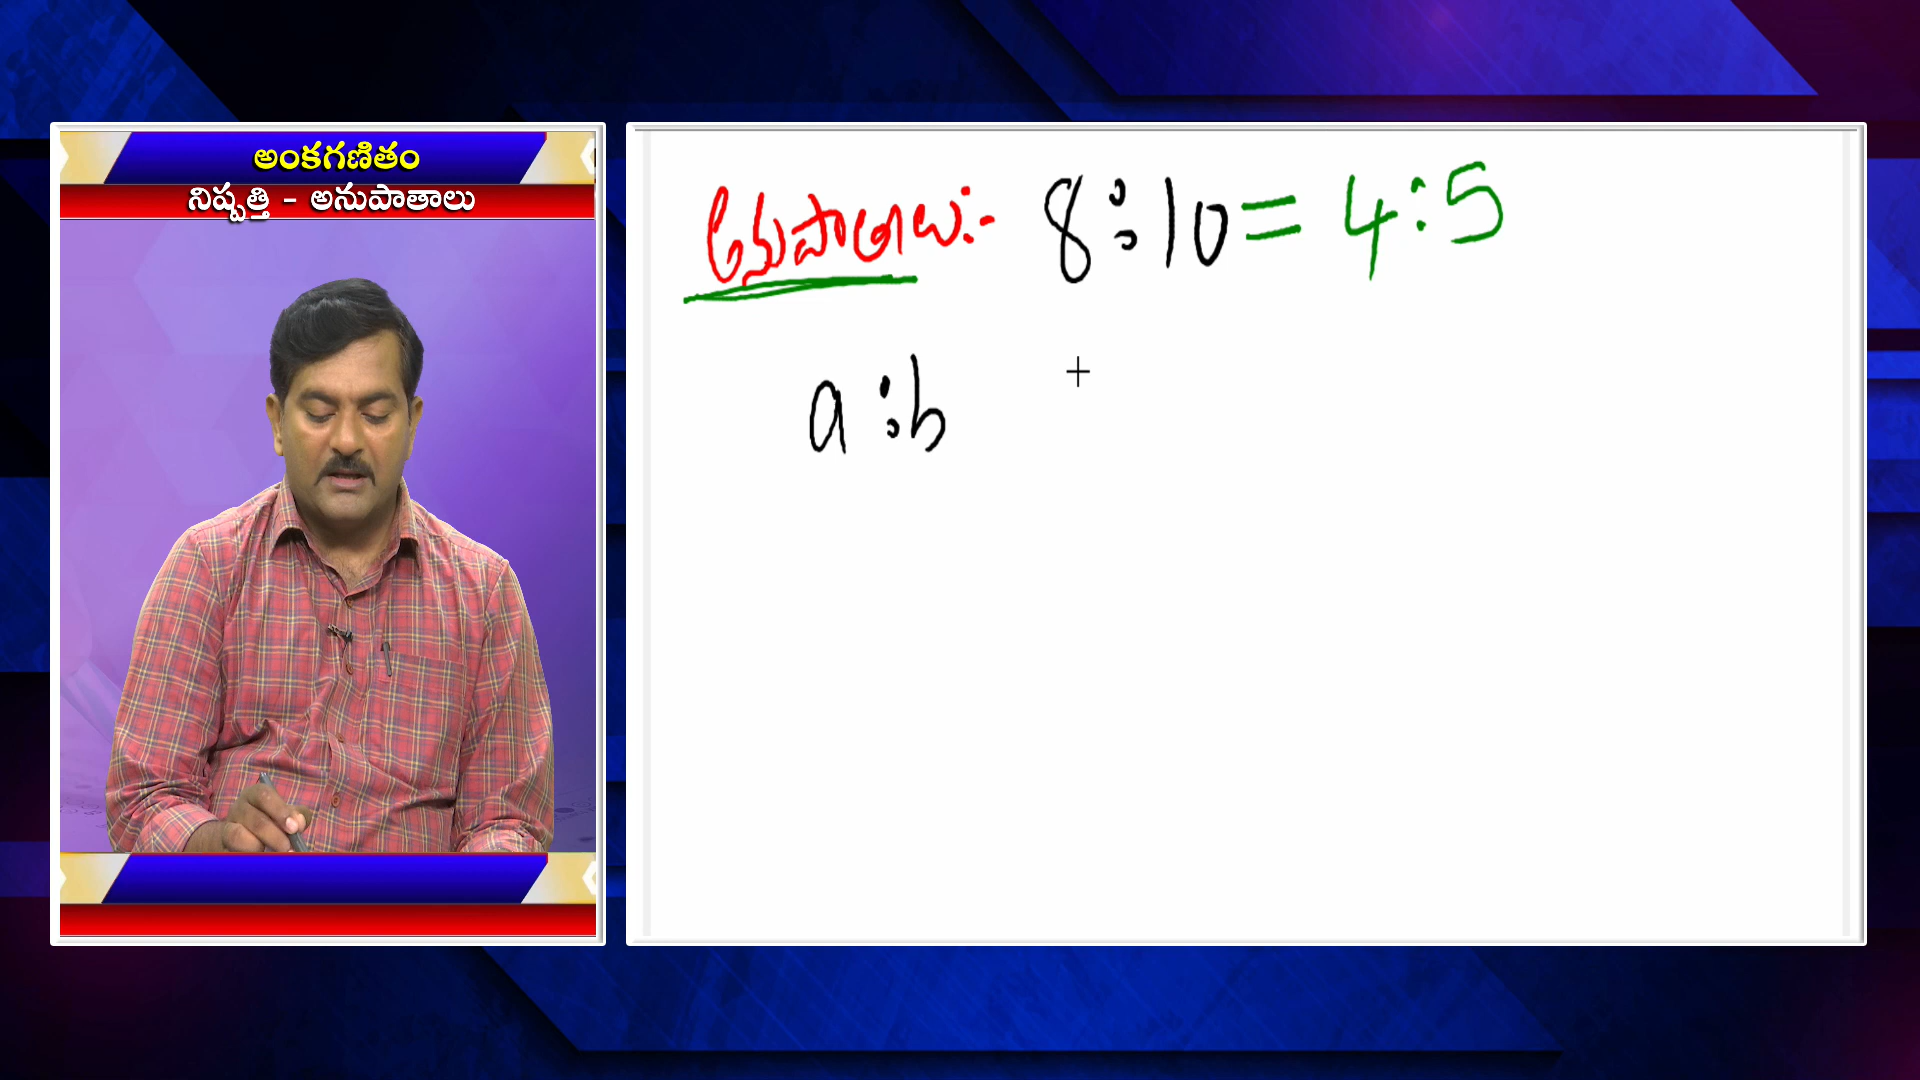 అంకగణితం
నిష్పత్తి - అనుపాతాలు
అనుపాతాలు:- 8:10 = 4:5
a:b